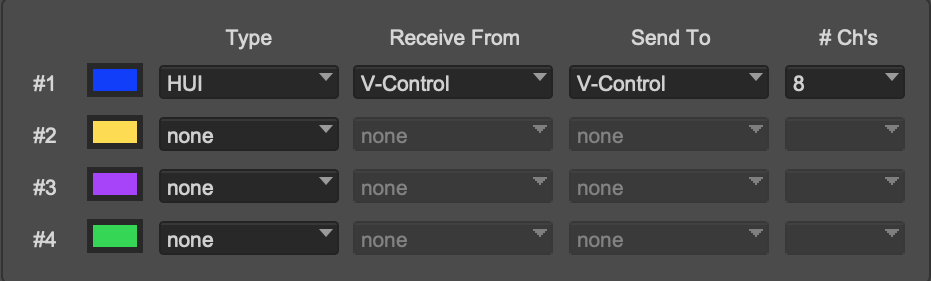 Type Receive From Send To # Ch's
#1 HUI V-Control V-Control 8
#2 none none none
#3 none none none
#4 none none none